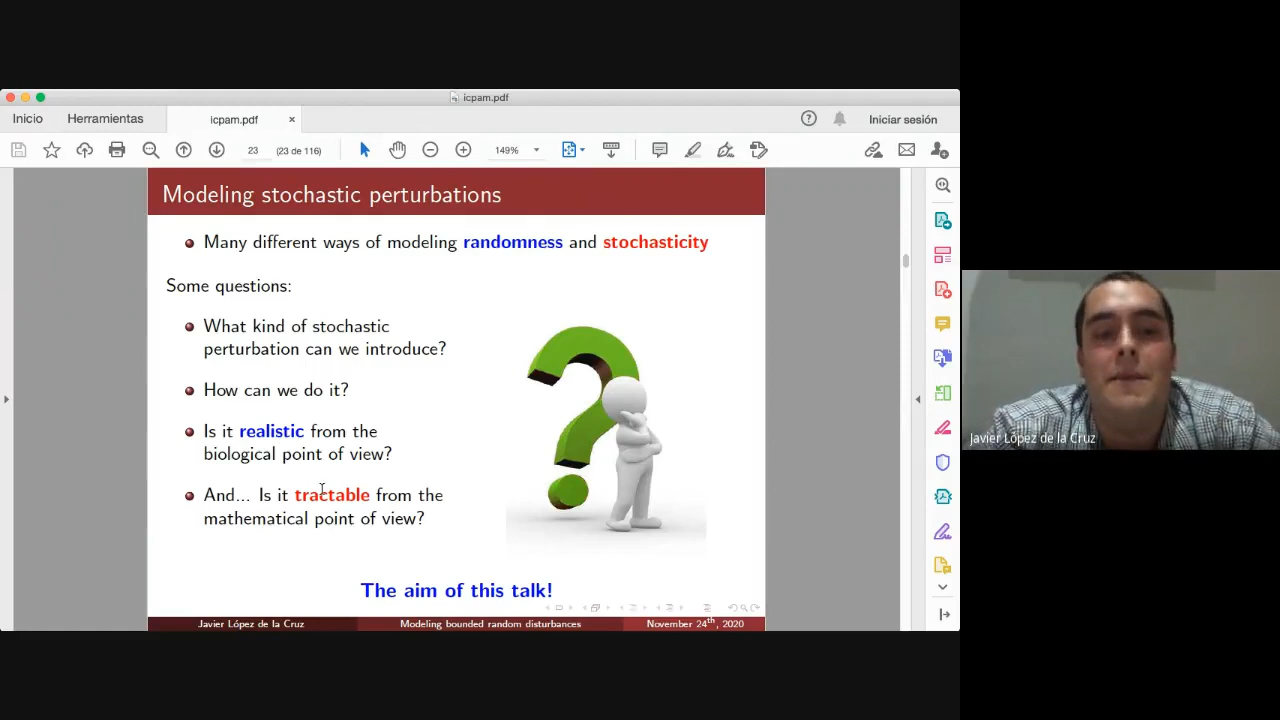 icpam.pdf
Inicio
Herramientas
icpam.pdf
Iniciar sesión
23
(23 de 116)
149%
Modeling stochastic perturbations
Many different ways of modeling randomness and stochasticity
Some questions:
What kind of stochastic
perturbation can we introduce?
How can we do it?
Is it realistic from the
biological point of view?
And... Is it tractable from the
mathematical point of view?
The aim of this talk!
Javier López de la Cruz
Modeling bounded random disturbances
November 24th, 2020
Javier López de la Cruz